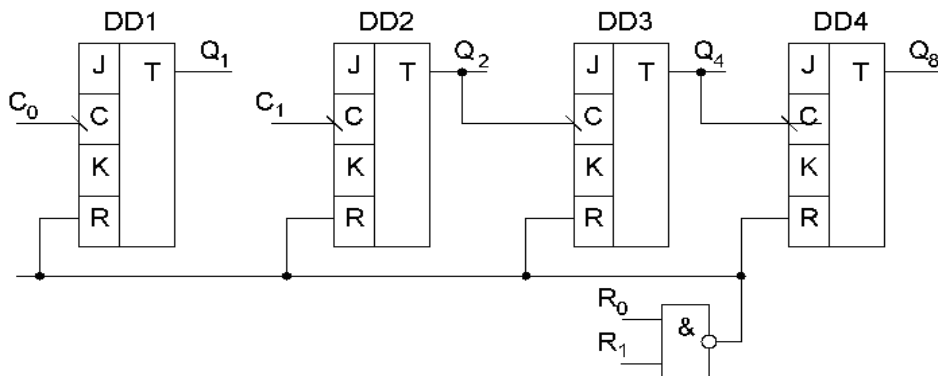 DD1 DD2 DD3 DD4
J T Q1 J T Q2 J T Q4 J T Q8
C0 C C1 C C C
K K K K
R R R R
R0 &
R1